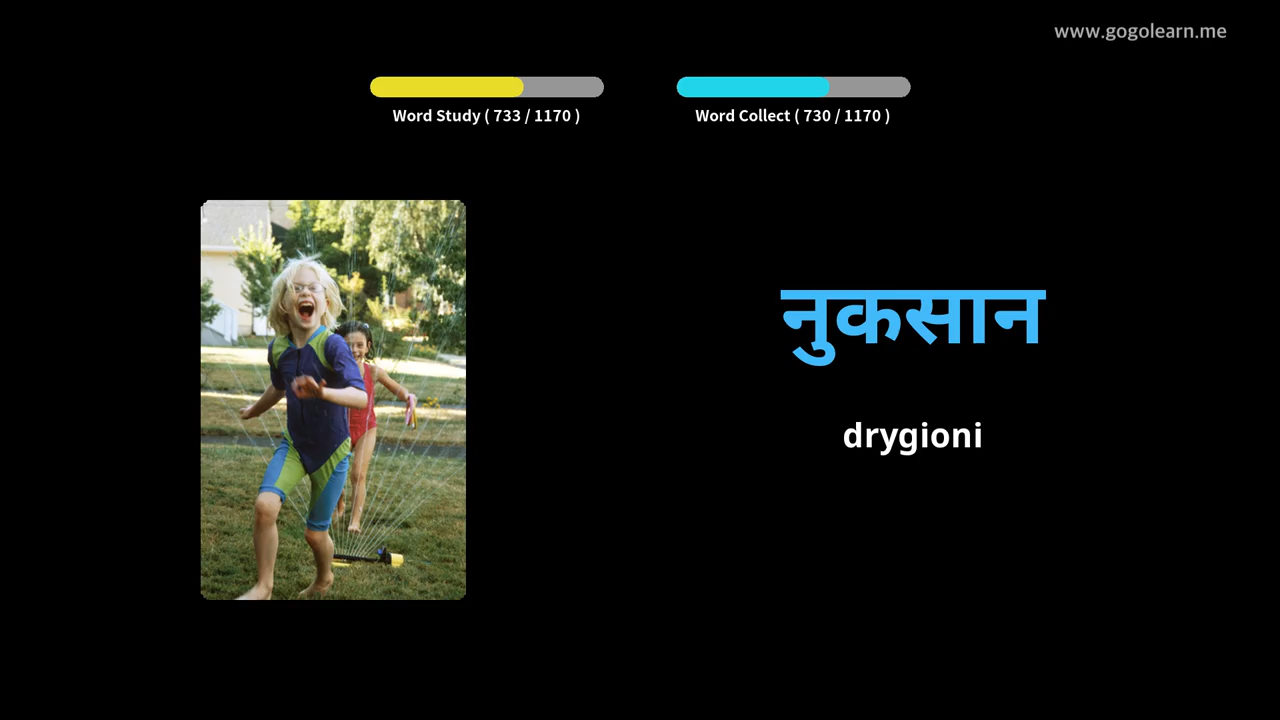 www.gogolearn.me
Word Study ( 733 / 1170 )
Word Collect ( 730 / 1170 )
नुकसान
drygioni